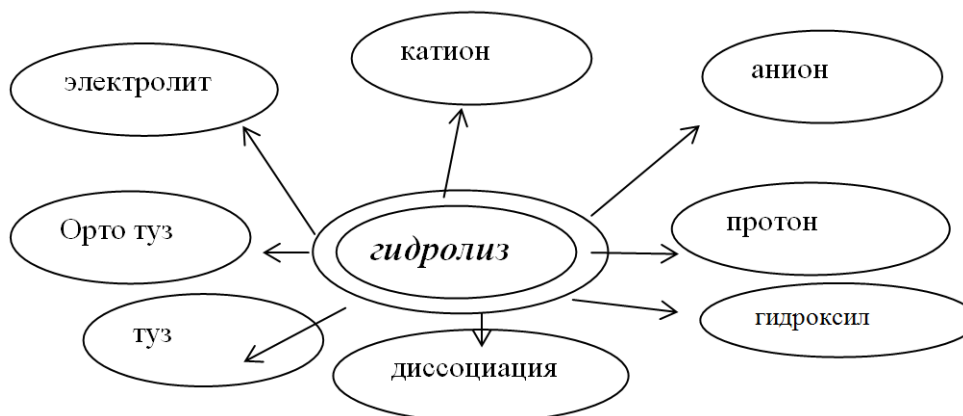 электролит
катион
анион
Орто туз
гидролиз
протон
туз
гидроксил
диссоциация